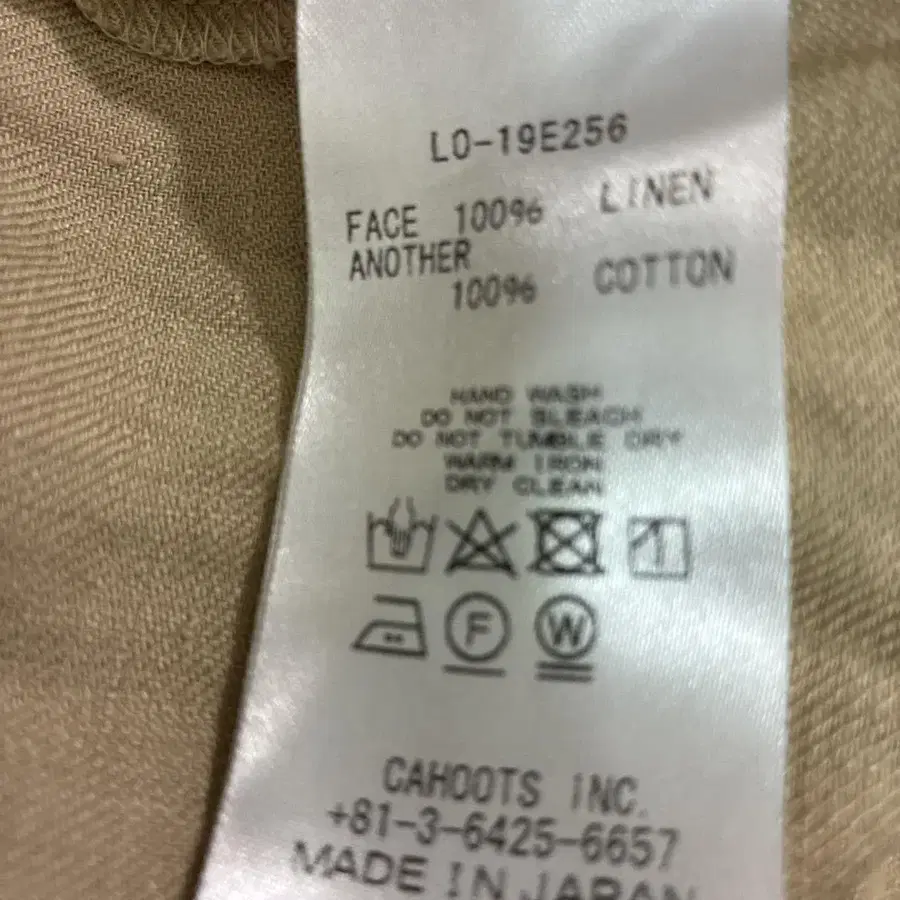 LO-19E256
FACE 100% LINEN
ANOTHER
100% COTTON
HAND WASH
DO NOT BLEACH
DO NOT TUMBLE DRY
WARM IRON
DRY CLEAN
F W
CAHOOTS INC.
+81-3-6425-6657
MADE IN JAPAN